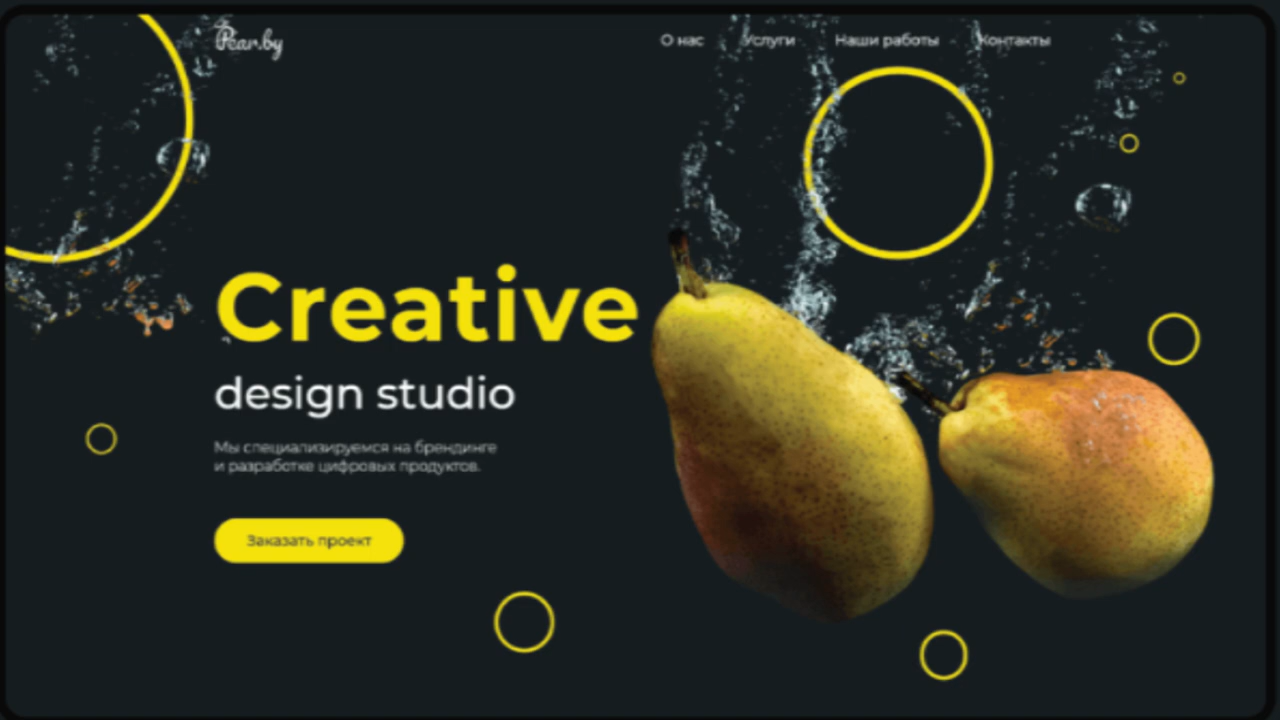 Pear.by
О нас Услуги Наши работы Контакты
Creative
design studio
Мы специализируемся на брендинге
и разработке цифровых продуктов.
Заказать проект